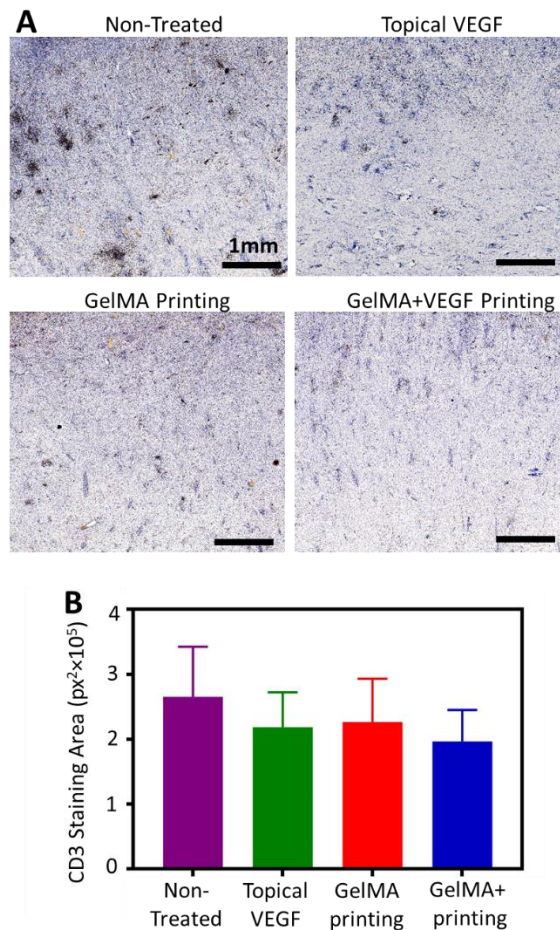 A
Non-Treated
Topical VEGF
1mm
GelMA Printing
GelMA+VEGF Printing
B
CD3 Staining Area (px²×10⁵)
4
3
2
1
0
Non-
Treated
Topical
VEGF
GelMA
printing
GelMA+
printing